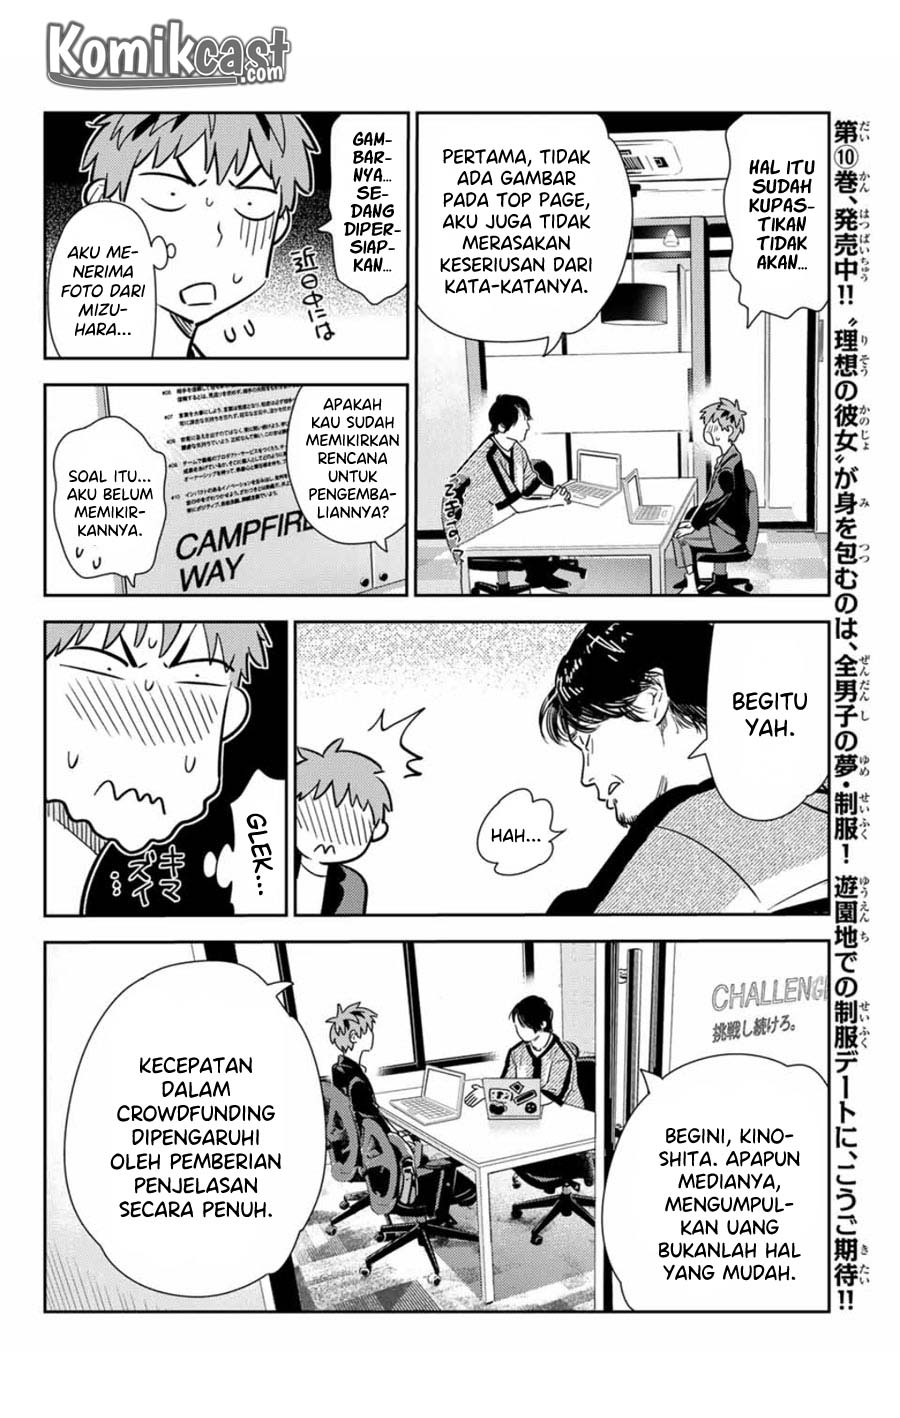 Komikcast
.com
HAL ITU
SUDAH
KUPAS-
TIKAN
TIDAK
AKAN...
PERTAMA, TIDAK
ADA GAMBAR
PADA TOP PAGE,
AKU JUGA TIDAK
MERASAKAN
KESERIUSAN DARI
KATA-KATANYA.
GAM-
BAR-
NYA...
SE-
DANG
DIPER-
SIAP-
KAN...
近日中には
AKU ME-
NERIMA
FOTO DARI
MIZU-
HARA...
APAKAH
KAU SUDAH
MEMIKIRKAN
RENCANA
UNTUK
PENGEMBA-
LIANNYA?
SOAL ITU...
AKU BELUM
MEMIKIR-
KANNYA.
CAMPFIRE
WAY
BEGITU
YAH.
HAH...
GLEK...
キマズイ…
CHALLENGE
挑戦し続けろ。
BEGINI, KINO-
SHITA. APAPUN
MEDIANYA,
MENGUMPUL-
KAN UANG
BUKANLAH HAL
YANG MUDAH.
KECEPATAN
DALAM
CROWDFUNDING
DIPENGARUHI
OLEH PEMBERIAN
PENJELASAN
SECARA PENUH.
第⑩巻、発売中!!〝理想の彼女〟が身を包むのは、全男子の夢・制服! 遊園地での制服デートに、こうご期待!!